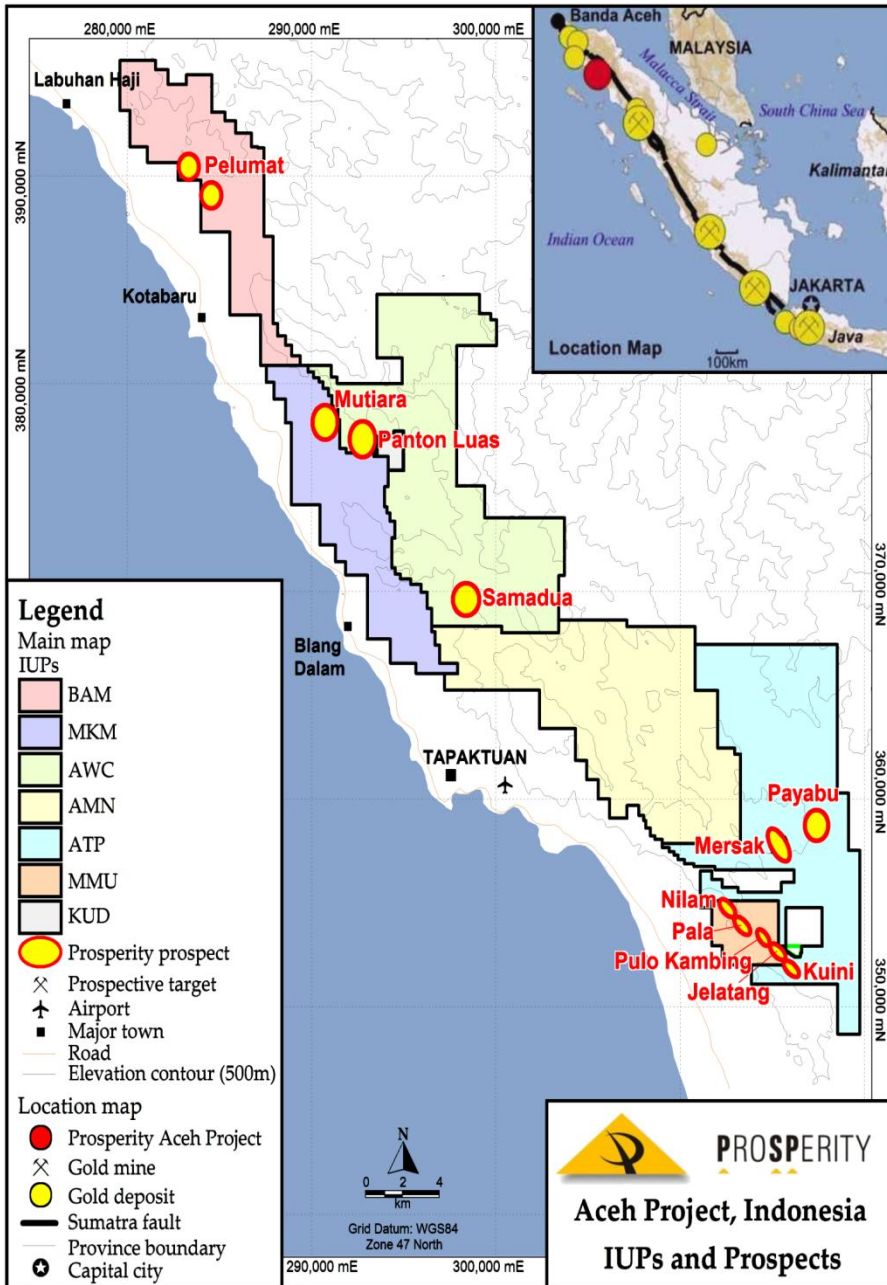 280,000 mE
290,000 mE
300,000 mE
Labuhan Haji
390,000 mN
Pelumat
Kotabaru
380,000 mN
Mutiara
Panton Luas
370,000 mN
Samadua
Blang
Dalam
TAPAKTUAN
360,000 mN
Payabu
Mersak
Nilam
Pala
Pulo Kambing
Jelatang
Kuini
350,000 mN
Banda Aceh
MALAYSIA
Malacca Strait
South China Sea
Kalimantan
Indian Ocean
JAKARTA
Java
Location Map
100km
Legend
Main map
IUPs
BAM
MKM
AWC
AMN
ATP
MMU
KUD
Prosperity prospect
Prospective target
Airport
Major town
Road
Elevation contour (500m)
Location map
Prosperity Aceh Project
Gold mine
Gold deposit
Sumatra fault
Province boundary
Capital city
N
0 2 4
km
Grid Datum: WGS84
Zone 47 North
290,000 mE
300,000 mE
PROSPERITY
Aceh Project, Indonesia
IUPs and Prospects